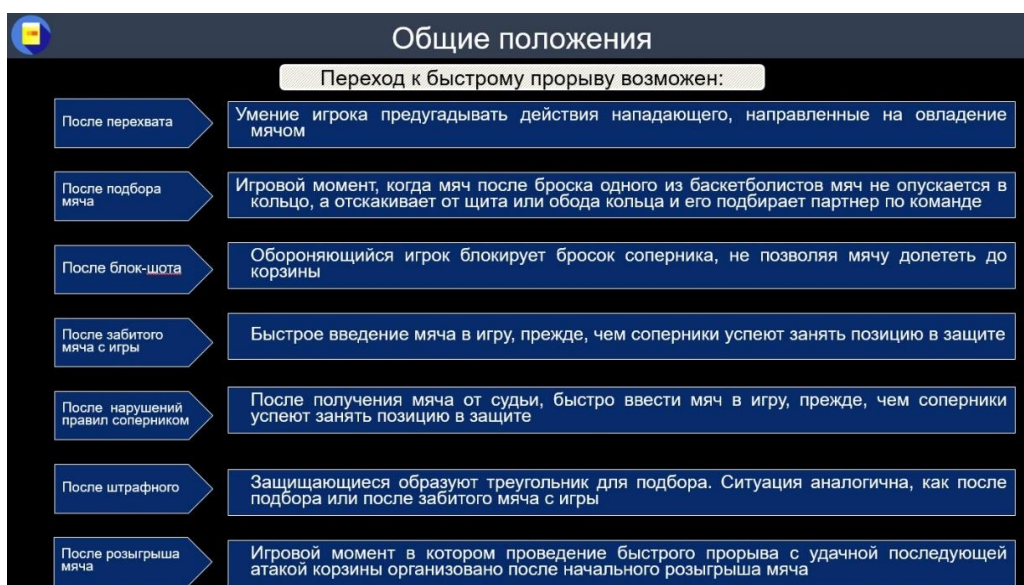 Общие положения
Переход к быстрому прорыву возможен:
После перехвата
Умение игрока предугадывать действия нападающего, направленные на овладение
мячом
После подбора
мяча
Игровой момент, когда мяч после броска одного из баскетболистов мяч не опускается в
кольцо, а отскакивает от щита или обода кольца и его подбирает партнер по команде
После блок-шота
Обороняющийся игрок блокирует бросок соперника, не позволяя мячу долететь до
корзины
После забитого
мяча с игры
Быстрое введение мяча в игру, прежде, чем соперники успеют занять позицию в защите
После нарушений
правил соперником
После получения мяча от судьи, быстро ввести мяч в игру, прежде, чем соперники
успеют занять позицию в защите
После штрафного
Защищающиеся образуют треугольник для подбора. Ситуация аналогична, как после
подбора или после забитого мяча с игры
После розыгрыша
мяча
Игровой момент в котором проведение быстрого прорыва с удачной последующей
атакой корзины организовано после начального розыгрыша мяча